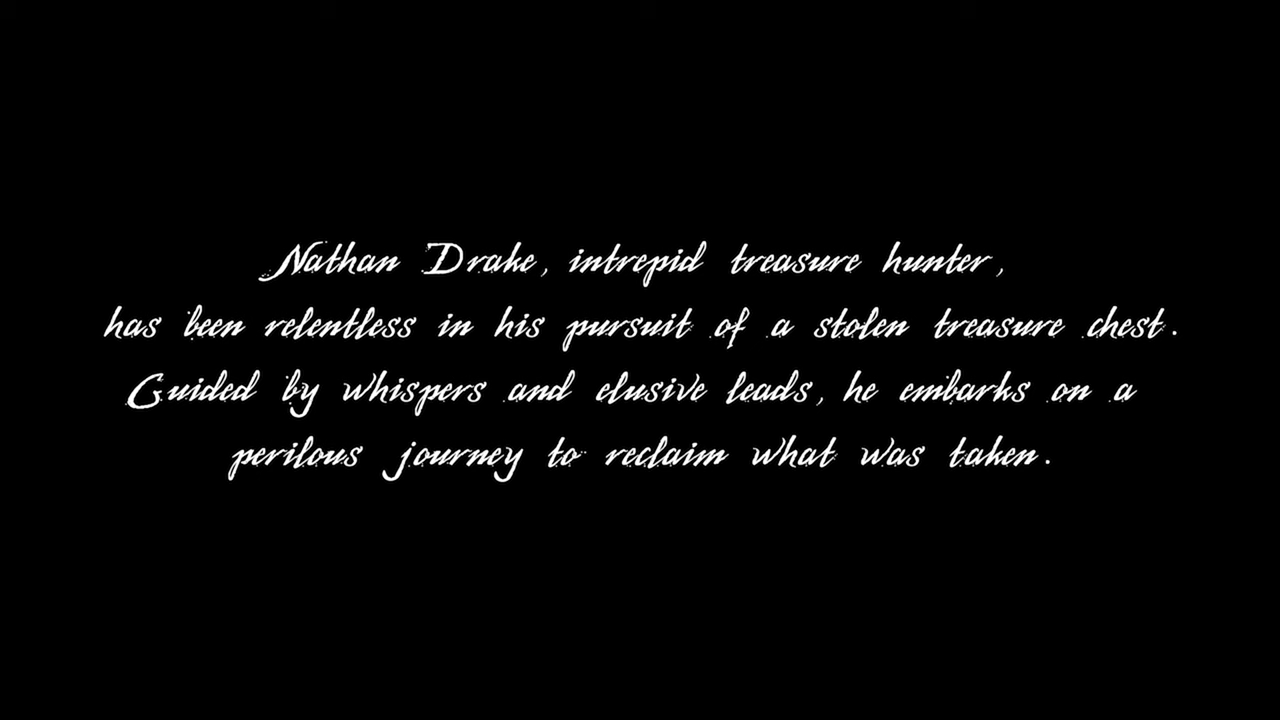 Nathan Drake, intrepid treasure hunter,
has been relentless in his pursuit of a stolen treasure chest.
Guided by whispers and elusive leads, he embarks on a
perilous journey to reclaim what was taken.